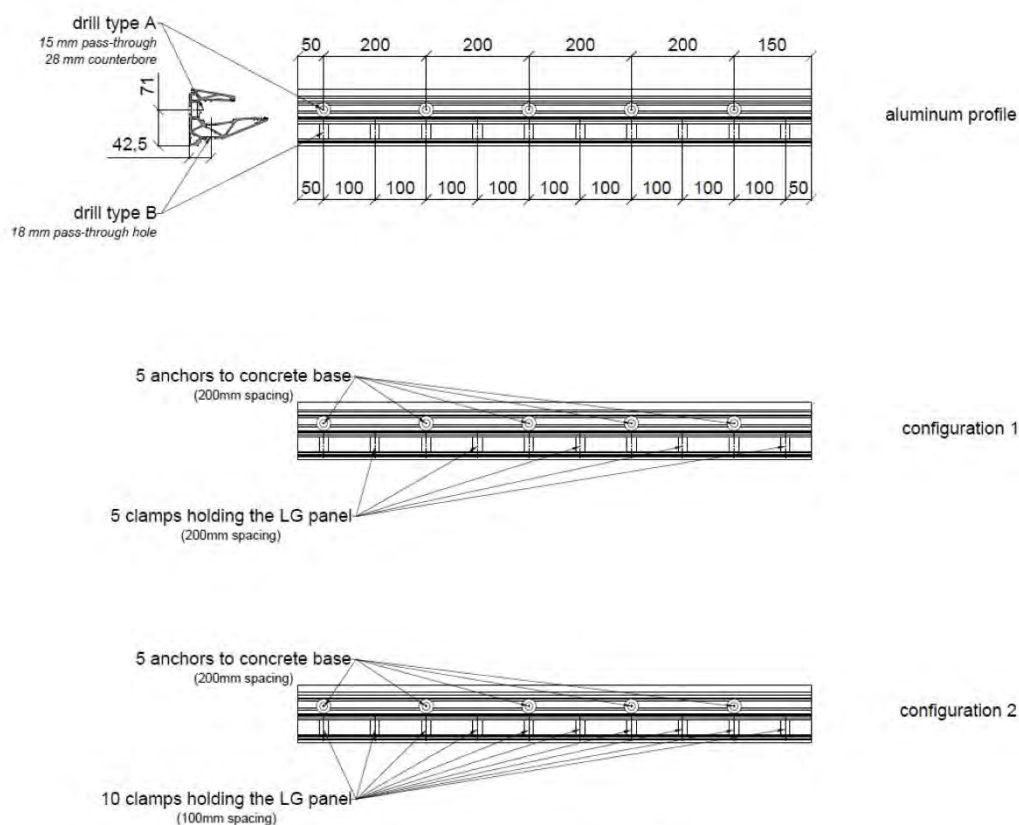 drill type A
15 mm pass-through
28 mm counterbore
50 200 200 200 200 150
71
aluminum profile
42,5
50 100 100 100 100 100 100 100 100 100 50
drill type B
18 mm pass-through hole
5 anchors to concrete base
(200mm spacing)
configuration 1
5 clamps holding the LG panel
(200mm spacing)
5 anchors to concrete base
(200mm spacing)
configuration 2
10 clamps holding the LG panel
(100mm spacing)